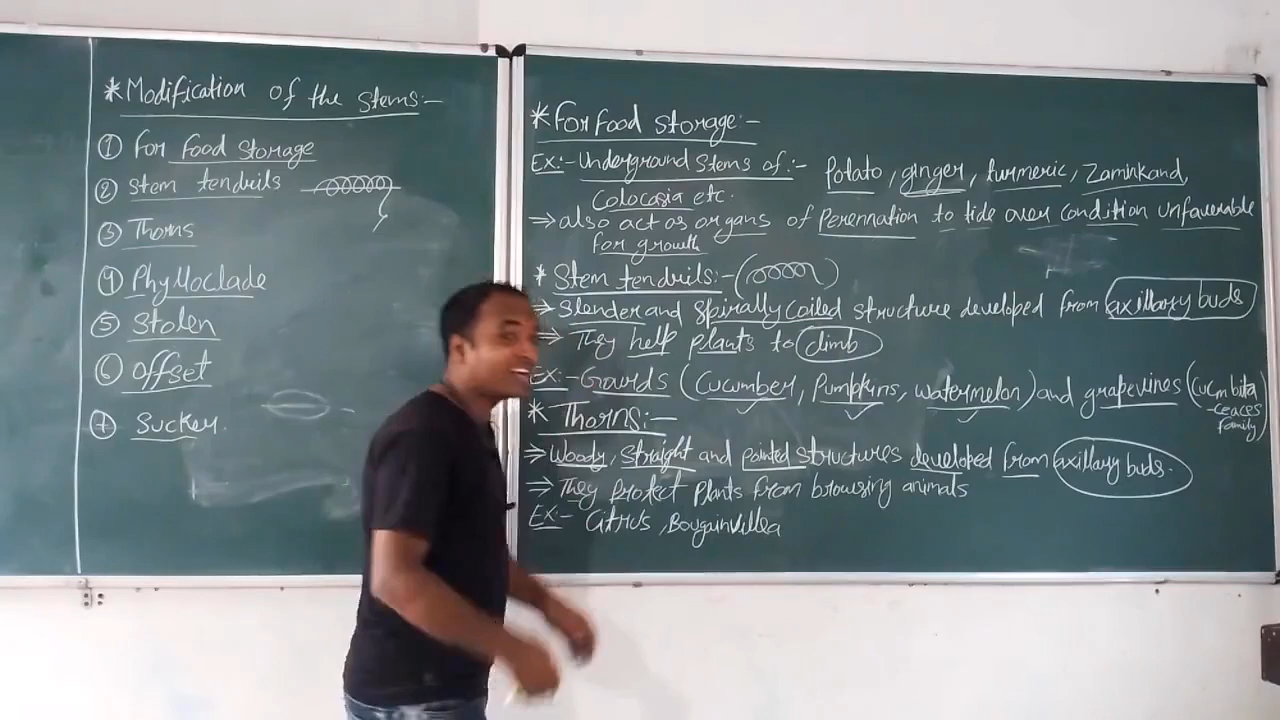 *Modification of the stems:-
① For food storage
② stem tendrils
③ Thorns
④ Phylloclade
⑤ Stolen
⑥ offset
⑦ Sucker.
*For food storage:-
Ex:- Underground stems of:- Potato, ginger, turmeric, Zaminkand,
Colocasia etc.
⇒ also act as organs of perennation to tide over condition unfavorable
for growth
* Stem tendrils:-
⇒ Slender and spirally coiled structure developed from axillary buds
⇒ They help plants to climb
Ex:- Gourds (Cucumber, Pumpkins, watermelon) and grapevines (cucurbita
-ceaces
family)
* Thorns:-
⇒ Woody, straight and pointed structures developed from axillary buds.
⇒ They protect plants from browsing animals
Ex:- Citrus, Bougainvillea